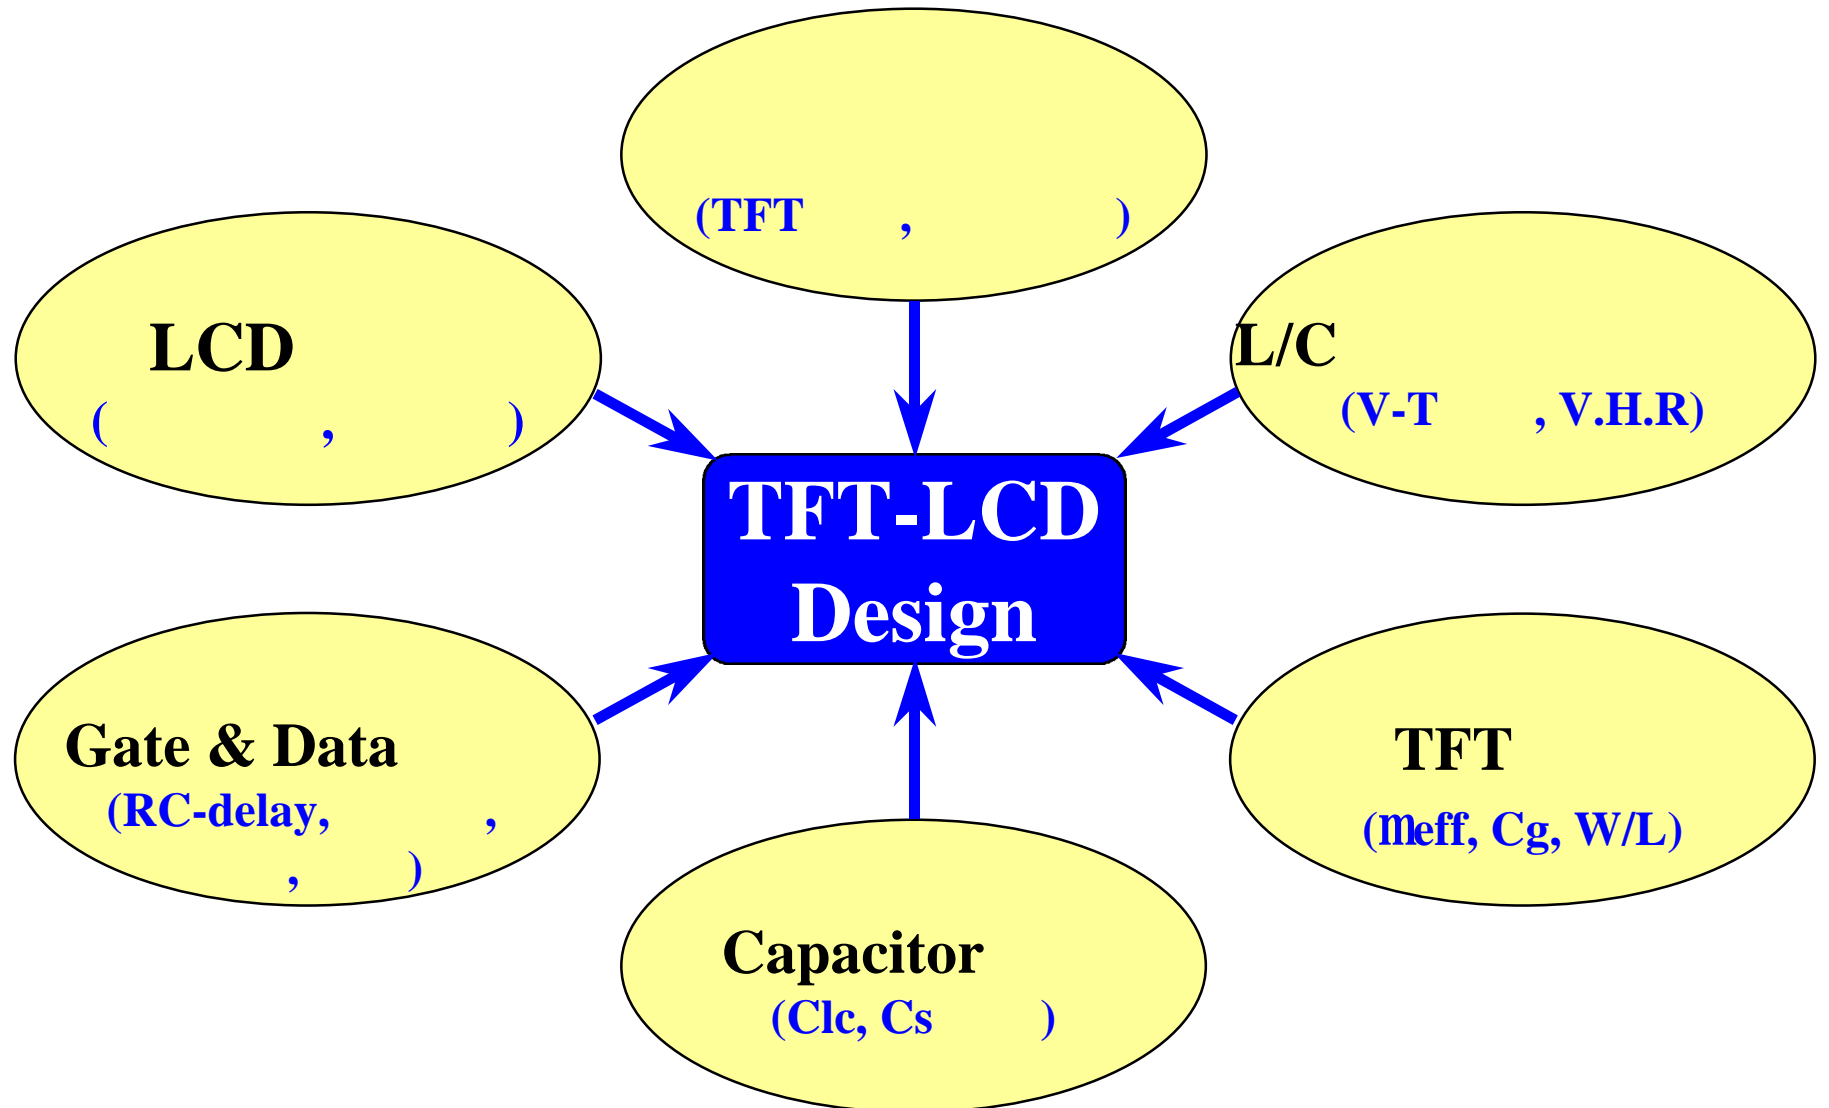 (TFT , )
LCD
( , )
L/C
(V-T , V.H.R)
TFT-LCD
Design
Gate & Data
(RC-delay, ,
, )
TFT
(meff, Cg, W/L)
Capacitor
(Clc, Cs )